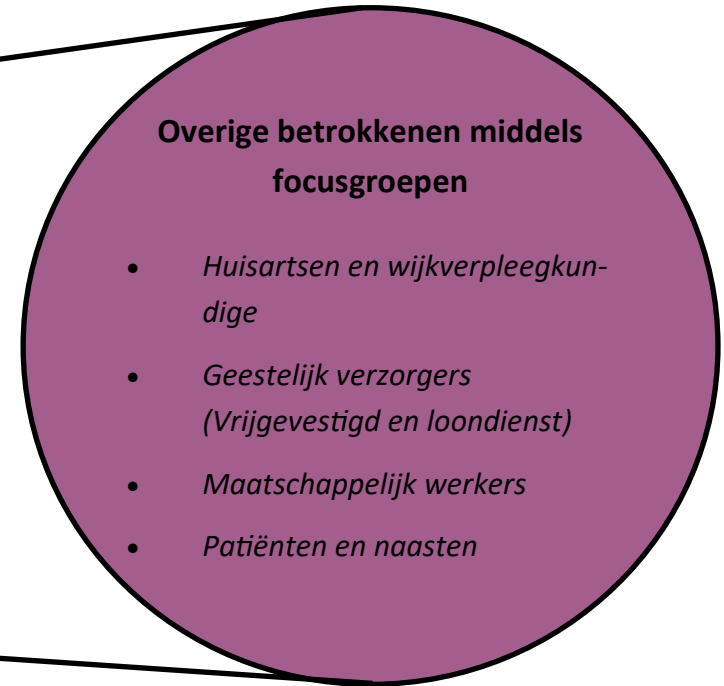 Overige betrokkenen middels
focusgroepen
• Huisartsen en wijkverpleegkun-
dige
• Geestelijk verzorgers
(Vrijgevestigd en loondienst)
• Maatschappelijk werkers
• Patiënten en naasten